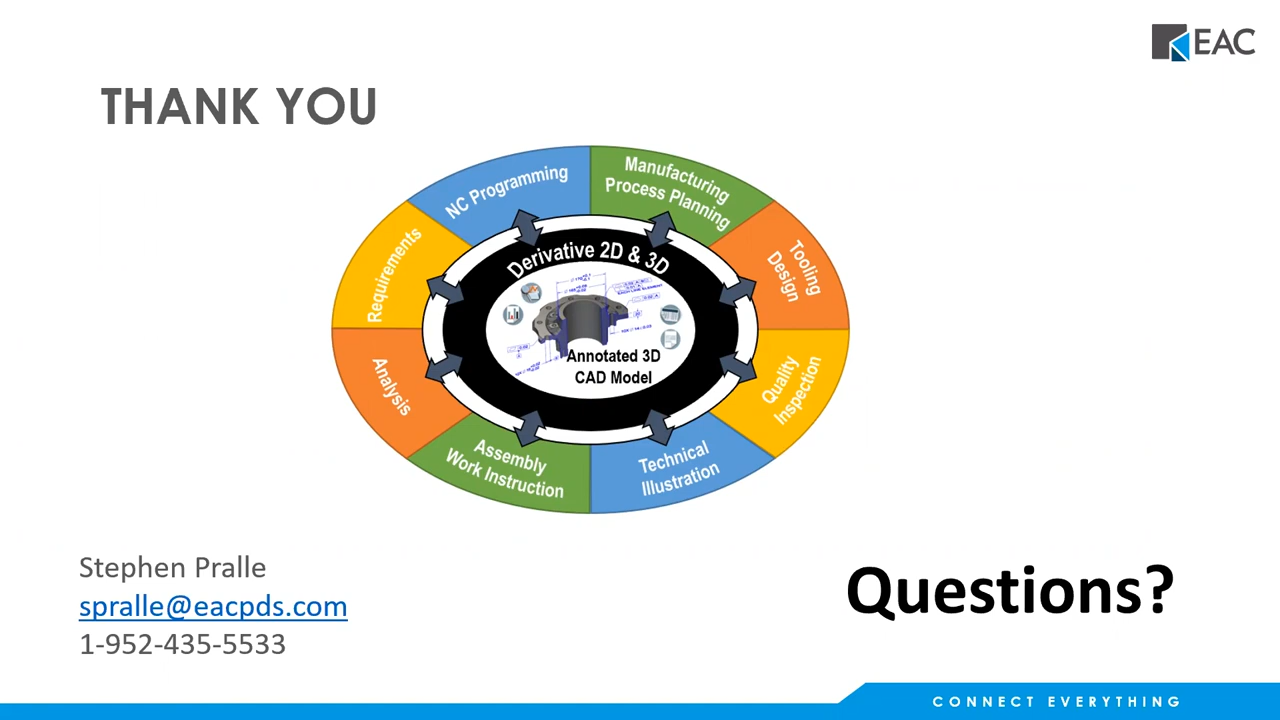 EAC
THANK YOU
NC Programming
Manufacturing
Process Planning
Tooling
Design
Quality
Inspection
Technical
Illustration
Assembly
Work Instruction
Analysis
Requirements
Derivative 2D & 3D
Annotated 3D
CAD Model
Stephen Pralle
spralle@eacpds.com
1-952-435-5533
Questions?
CONNECT EVERYTHING